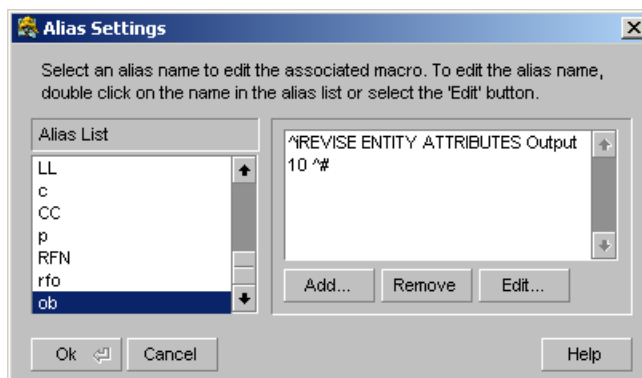 Alias Settings
Select an alias name to edit the associated macro. To edit the alias name,
double click on the name in the alias list or select the 'Edit' button.
Alias List
LL
c
CC
p
RFN
rfo
ob
^iREVISE ENTITY ATTRIBUTES Output
10 ^#
Add... Remove Edit...
Ok Cancel Help